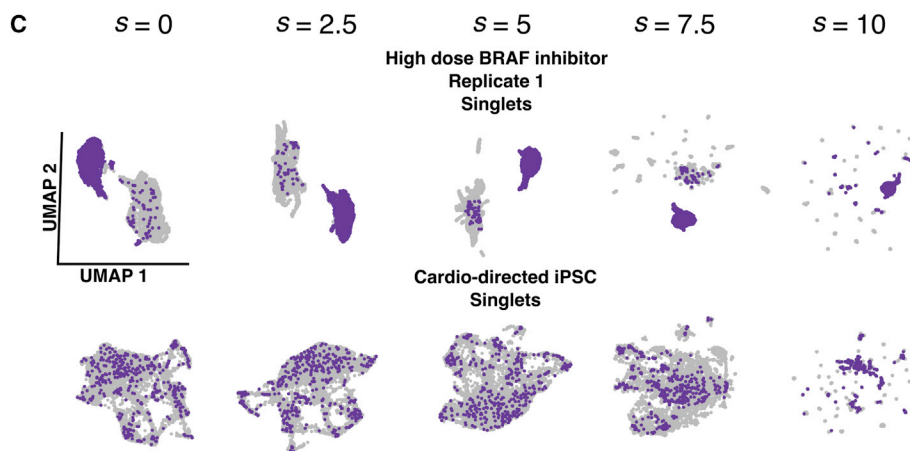 C
s = 0
s = 2.5
s = 5
s = 7.5
s = 10
High dose BRAF inhibitor
Replicate 1
Singlets
UMAP 2
UMAP 1
Cardio-directed iPSC
Singlets